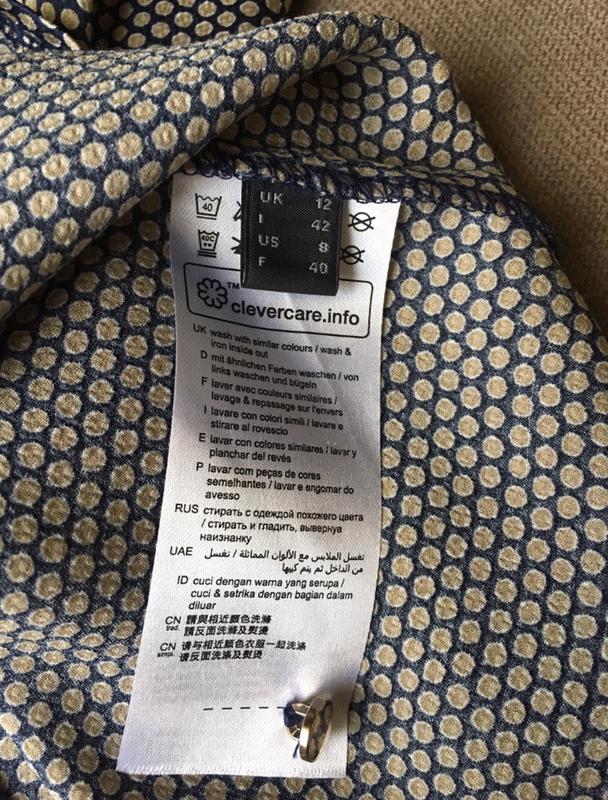 40
40C
UK 12
I 42
US 8
F 40
TM
clevercare.info
UK wash with similar colours / wash &
iron inside out
D mit ähnlichen Farben waschen / von
links waschen und bügeln
F laver avec couleurs similaires /
lavage & repassage sur l'envers
I lavare con colori simili / lavare e
stirare al rovescio
E lavar con colores similares / lavar y
planchar del revés
P lavar com peças de cores
semelhantes / lavar e engomar do
avesso
RUS стирать с одеждой похожего цвета
/ стирать и гладить, вывернув
наизнанку
UAE تغسل الملابس مع الألوان المماثلة / تغسل
من الداخل ثم يتم كيها
ID cuci dengan warna yang serupa /
cuci & setrika dengan bagian dalam
diluar
CN trad. 請與相近顏色洗滌
請反面洗滌及熨燙
CN simpl. 请与相近颜色衣服一起洗涤
请反面洗涤及熨烫